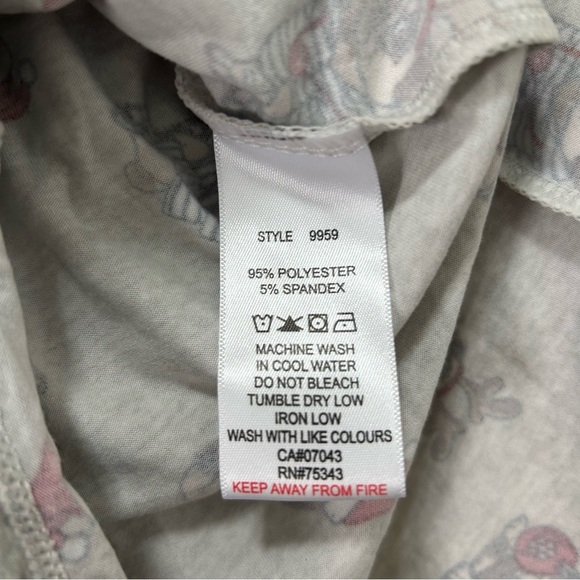 STYLE 9959
95% POLYESTER
5% SPANDEX
MACHINE WASH
IN COOL WATER
DO NOT BLEACH
TUMBLE DRY LOW
IRON LOW
WASH WITH LIKE COLOURS
CA#07043
RN#75343
KEEP AWAY FROM FIRE